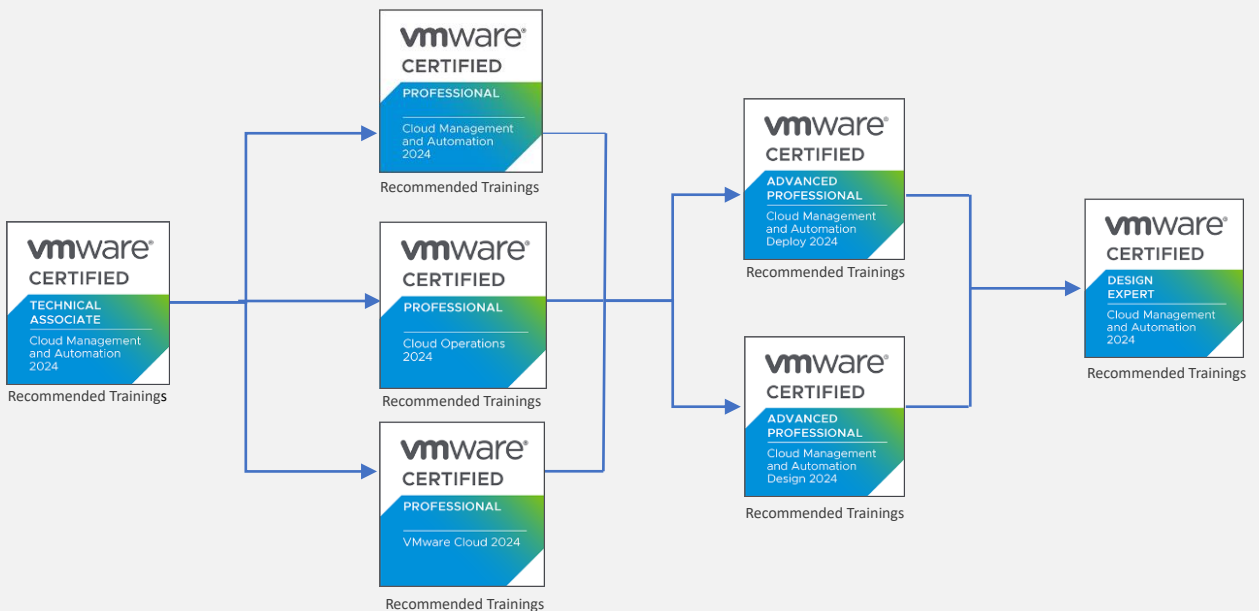 vmware®
CERTIFIED
TECHNICAL
ASSOCIATE
Cloud Management
and Automation
2024
Recommended Trainings
vmware®
CERTIFIED
PROFESSIONAL
Cloud Management
and Automation
2024
Recommended Trainings
vmware®
CERTIFIED
PROFESSIONAL
Cloud Operations
2024
Recommended Trainings
vmware®
CERTIFIED
PROFESSIONAL
VMware Cloud 2024
Recommended Trainings
vmware®
CERTIFIED
ADVANCED
PROFESSIONAL
Cloud Management
and Automation
Deploy 2024
Recommended Trainings
vmware®
CERTIFIED
ADVANCED
PROFESSIONAL
Cloud Management
and Automation
Design 2024
Recommended Trainings
vmware®
CERTIFIED
DESIGN
EXPERT
Cloud Management
and Automation
2024
Recommended Trainings